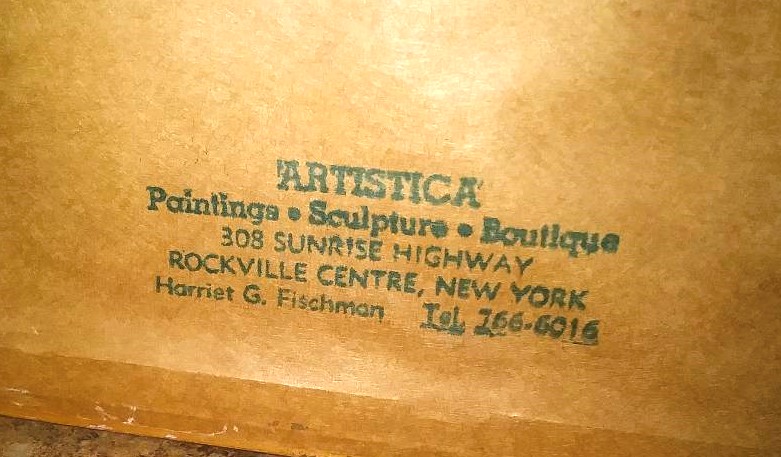 'ARTISTICA'
Paintings • Sculpture • Boutique
308 SUNRISE HIGHWAY
ROCKVILLE CENTRE, NEW YORK
Harriet G. Fischman Tel. 766-6016